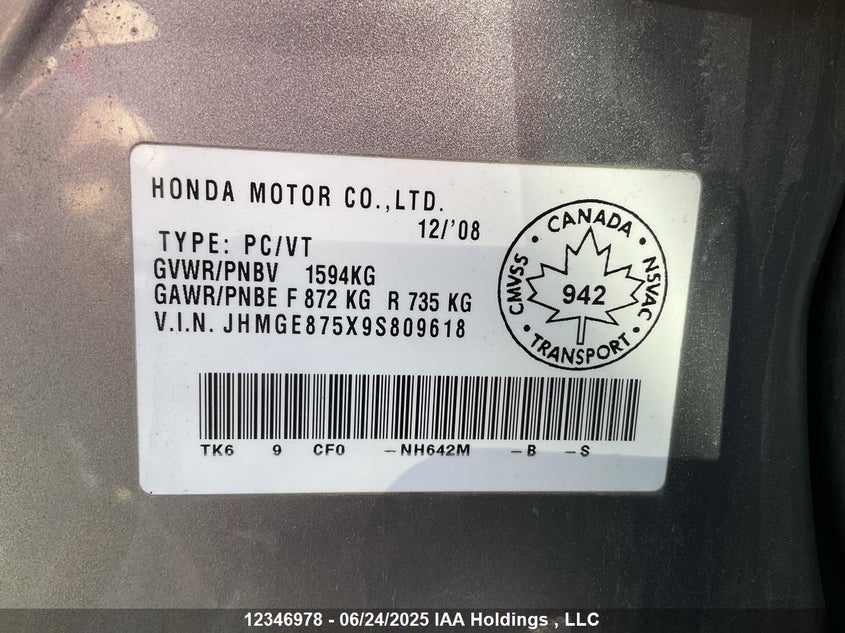 HONDA MOTOR CO.,LTD.
12/'08
TYPE: PC/VT
GVWR/PNBV 1594KG
GAWR/PNBE F 872 KG R 735 KG
V.I.N. JHMGE875X9S809618
CMVSS · CANADA · NSVAC · TRANSPORT ·
942
TK6 9 CF0 -NH642M -B -S
12346978 - 06/24/2025 IAA Holdings , LLC